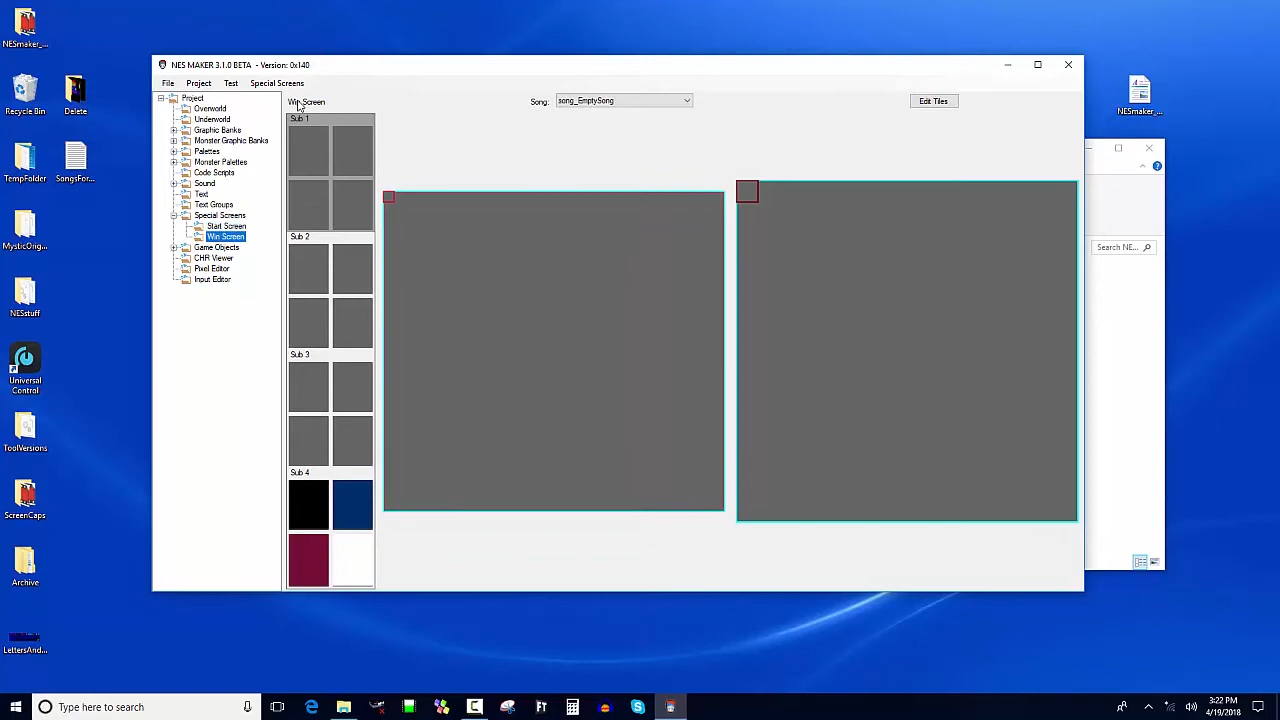 NESmaker_...
Recycle Bin
Delete
TempFolder
SongsFor...
MysticOrig...
NESstuff
Universal
Control
ToolVersions
ScreenCaps
Archive
LettersAnd...
NES MAKER 3.1.0 BETA - Version: 0x140
File Project Test Special Screens
Project
Overworld
Underworld
Graphic Banks
Monster Graphic Banks
Palettes
Monster Palettes
Code Scripts
Sound
Text
Text Groups
Special Screens
Start Screen
Win Screen
Game Objects
CHR Viewer
Pixel Editor
Input Editor
Win Screen
Song: song_EmptySong
Edit Tiles
Sub 1
Sub 2
Sub 3
Sub 4
NESmaker_...
Search NE...
Type here to search
3:22 PM
4/19/2018